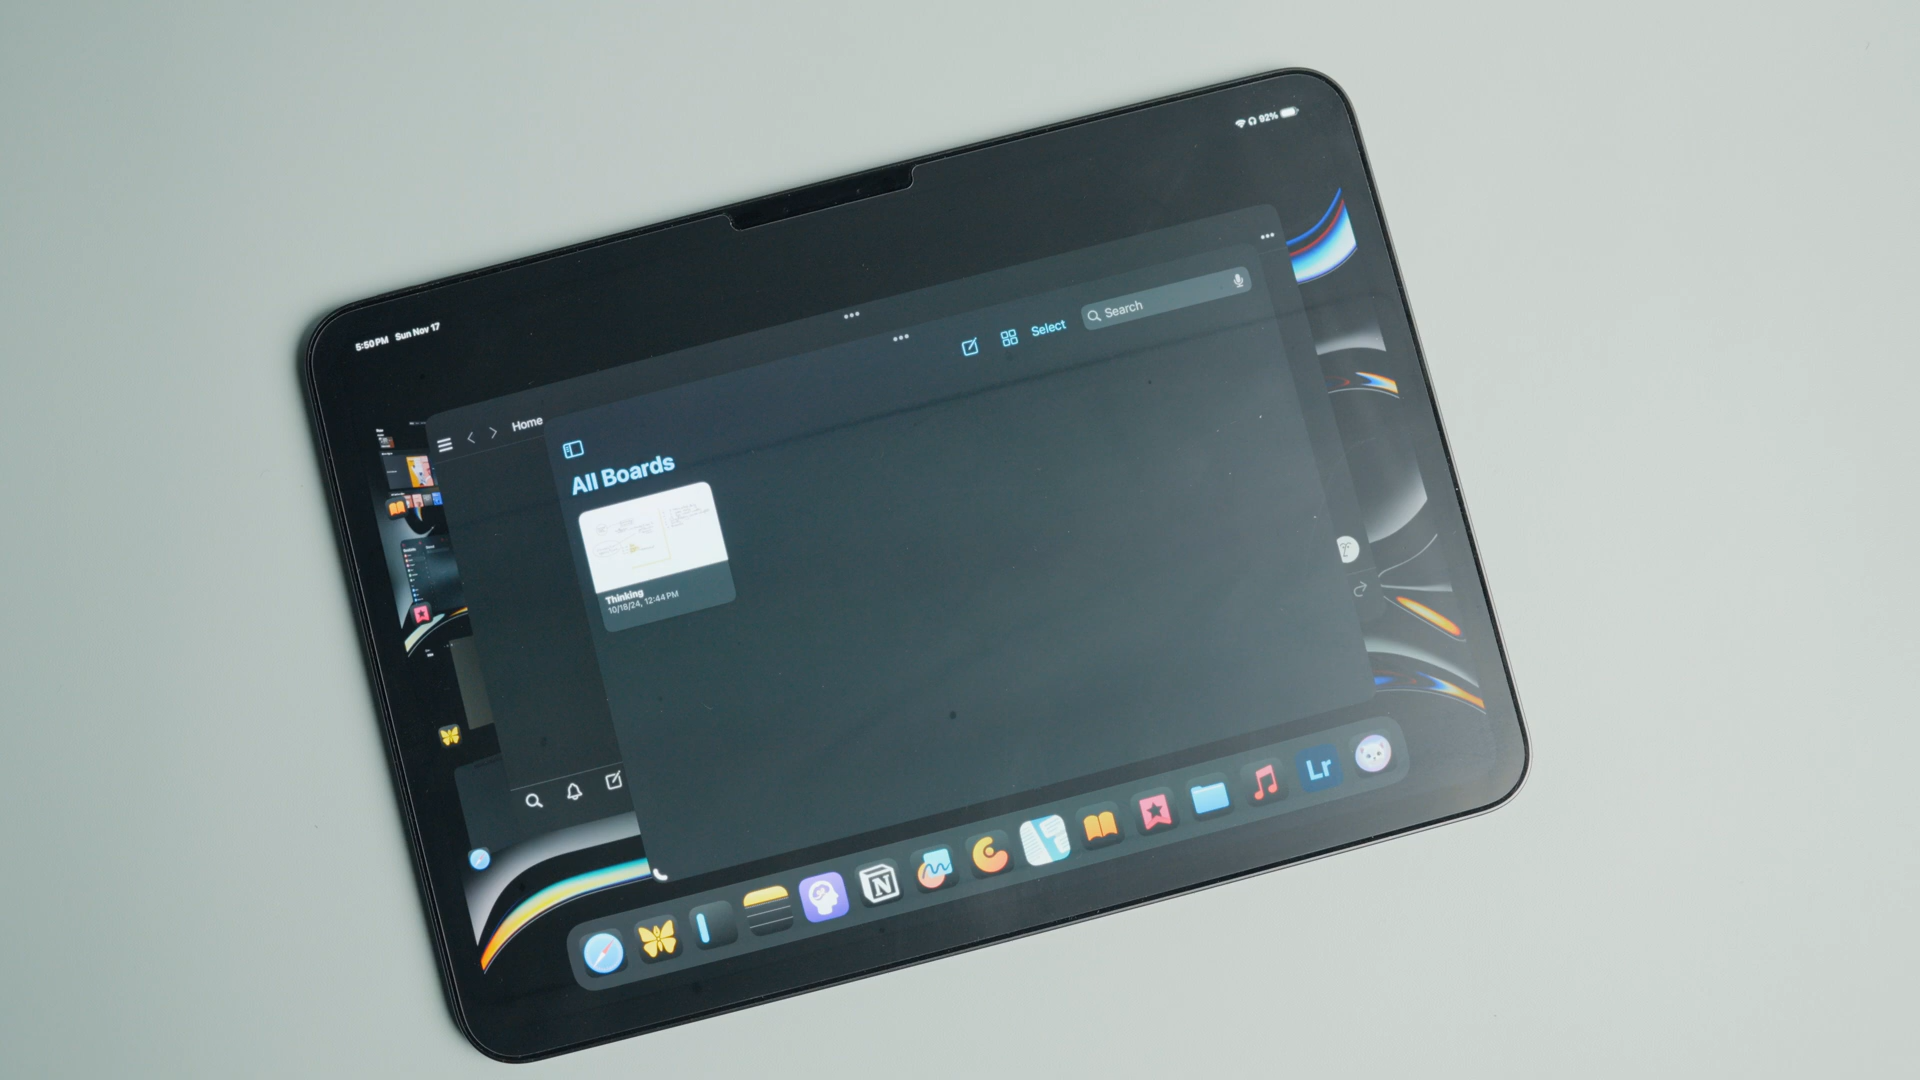 5:50 PM Sun Nov 17
92%
Home
Select
Search
All Boards
Thinking
10/18/24, 12:44 PM
N
Lr